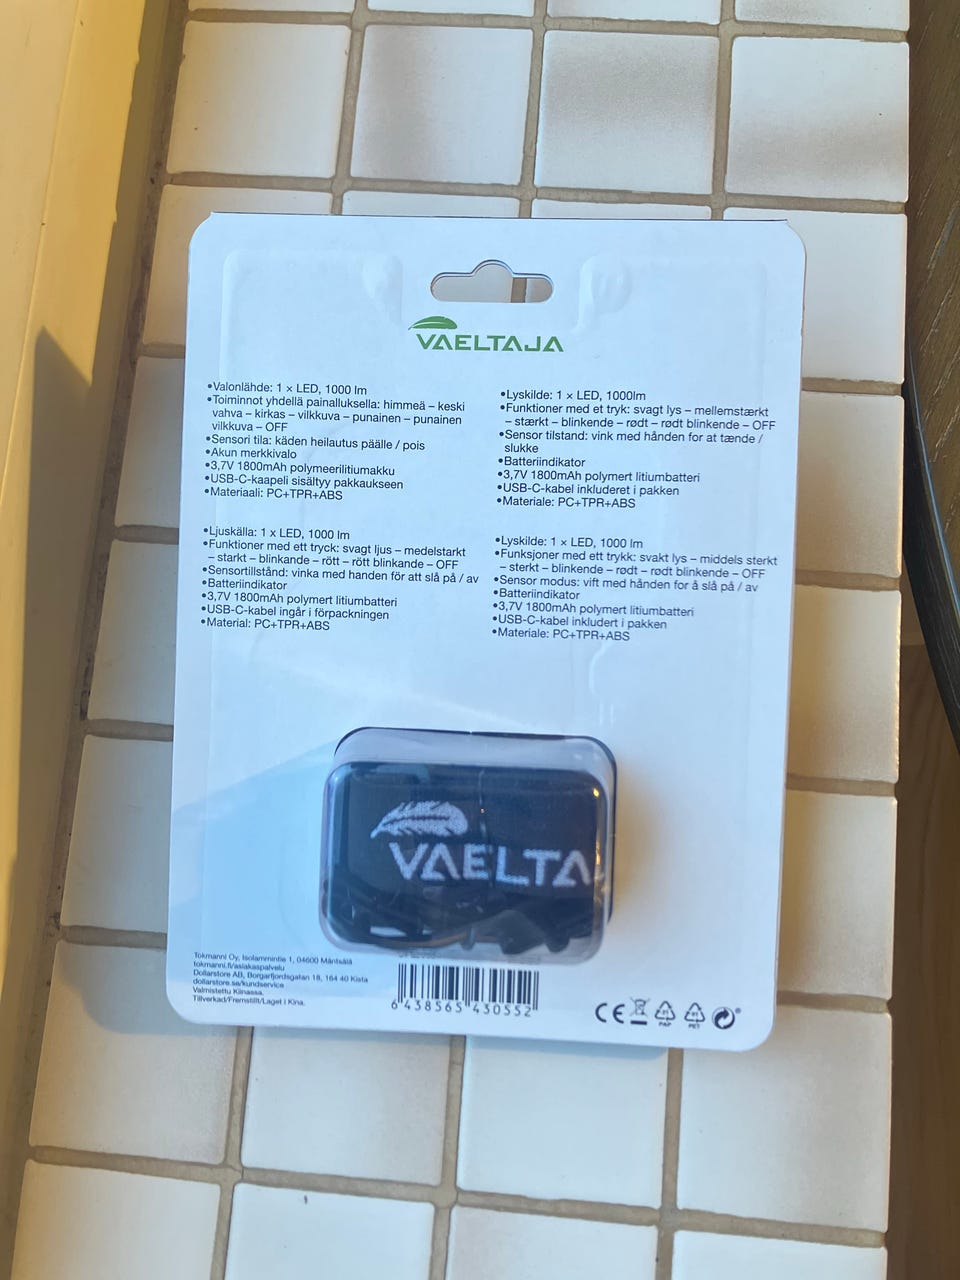 VAELTAJA
•Valonlähde: 1 × LED, 1000 lm
•Toiminnot yhdellä painalluksella: himmeä – keski
vahva – kirkas – vilkkuva – punainen – punainen
vilkkuva – OFF
•Sensori tila: käden heilautus päälle / pois
•Akun merkkivalo
•3,7V 1800mAh polymeerilitiumakku
•USB-C-kaapeli sisältyy pakkaukseen
•Materiaali: PC+TPR+ABS
•Lyskilde: 1 × LED, 1000lm
•Funktioner med et tryk: svagt lys – mellemstærkt
– stærkt – blinkende – rødt – rødt blinkende – OFF
•Sensor tilstand: vink med hånden for at tænde /
slukke
•Batteriindikator
•3,7V 1800mAh polymert litiumbatteri
•USB-C-kabel inkluderet i pakken
•Materiale: PC+TPR+ABS
•Ljuskälla: 1 x LED, 1000 lm
•Funktioner med ett tryck: svagt ljus – medelstarkt
– starkt – blinkande – rött – rött blinkande – OFF
•Sensortillstånd: vinka med handen för att slå på / av
•Batteriindikator
•3,7V 1800mAh polymert litiumbatteri
•USB-C-kabel ingår i förpackningen
•Material: PC+TPR+ABS
•Lyskilde: 1 × LED, 1000 lm
•Funksjoner med ett trykk: svakt lys – middels sterkt
– sterkt – blinkende – rødt – rødt blinkende – OFF
•Sensor modus: vift med hånden for å slå på / av
•Batteriindikator
•3,7V 1800mAh polymert litiumbatteri
•USB-C-kabel inkludert i pakken
•Materiale: PC+TPR+ABS
VAELTA
Tokmanni Oy, Isolammintie 1, 04600 Mäntsälä
tokmanni.fi/asiakaspalvelu
Dollarstore AB, Borgarfjordsgatan 18, 164 40 Kista
dollarstore.se/kundservice
Valmistettu Kiinassa.
Tillverkad/Fremstillt/Laget i Kina.
6 438565 430552
CE
PAP
PET